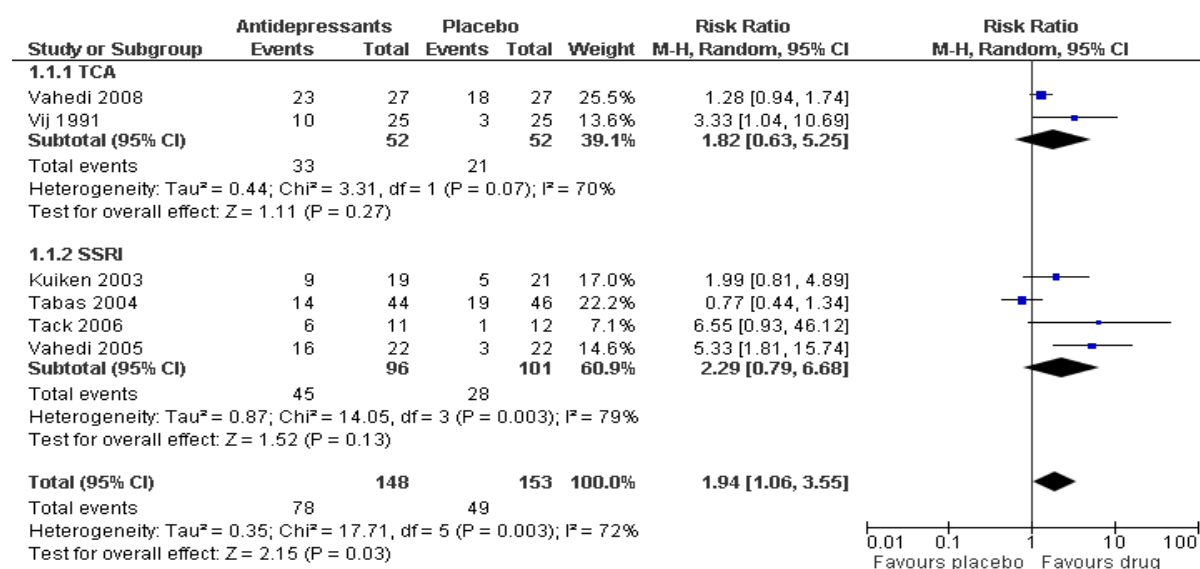 Antidepressants Placebo Risk Ratio Risk Ratio
Study or Subgroup Events Total Events Total Weight M-H, Random, 95% CI M-H, Random, 95% CI
1.1.1 TCA
Vahedi 2008 23 27 18 27 25.5% 1.28 [0.94, 1.74]
Vij 1991 10 25 3 25 13.6% 3.33 [1.04, 10.69]
Subtotal (95% CI) 52 52 39.1% 1.82 [0.63, 5.25]
Total events 33 21
Heterogeneity: Tau² = 0.44; Chi² = 3.31, df = 1 (P = 0.07); I² = 70%
Test for overall effect: Z = 1.11 (P = 0.27)
1.1.2 SSRI
Kuiken 2003 9 19 5 21 17.0% 1.99 [0.81, 4.89]
Tabas 2004 14 44 19 46 22.2% 0.77 [0.44, 1.34]
Tack 2006 6 11 1 12 7.1% 6.55 [0.93, 46.12]
Vahedi 2005 16 22 3 22 14.6% 5.33 [1.81, 15.74]
Subtotal (95% CI) 96 101 60.9% 2.29 [0.79, 6.68]
Total events 45 28
Heterogeneity: Tau² = 0.87; Chi² = 14.05, df = 3 (P = 0.003); I² = 79%
Test for overall effect: Z = 1.52 (P = 0.13)
Total (95% CI) 148 153 100.0% 1.94 [1.06, 3.55]
Total events 78 49
Heterogeneity: Tau² = 0.35; Chi² = 17.71, df = 5 (P = 0.003); I² = 72%
Test for overall effect: Z = 2.15 (P = 0.03)
0.01 0.1 1 10 100
Favours placebo Favours drug